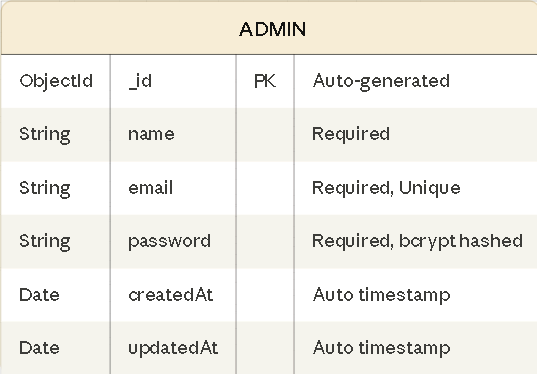 ADMIN
ObjectId _id PK Auto-generated
String name Required
String email Required, Unique
String password Required, bcrypt hashed
Date createdAt Auto timestamp
Date updatedAt Auto timestamp